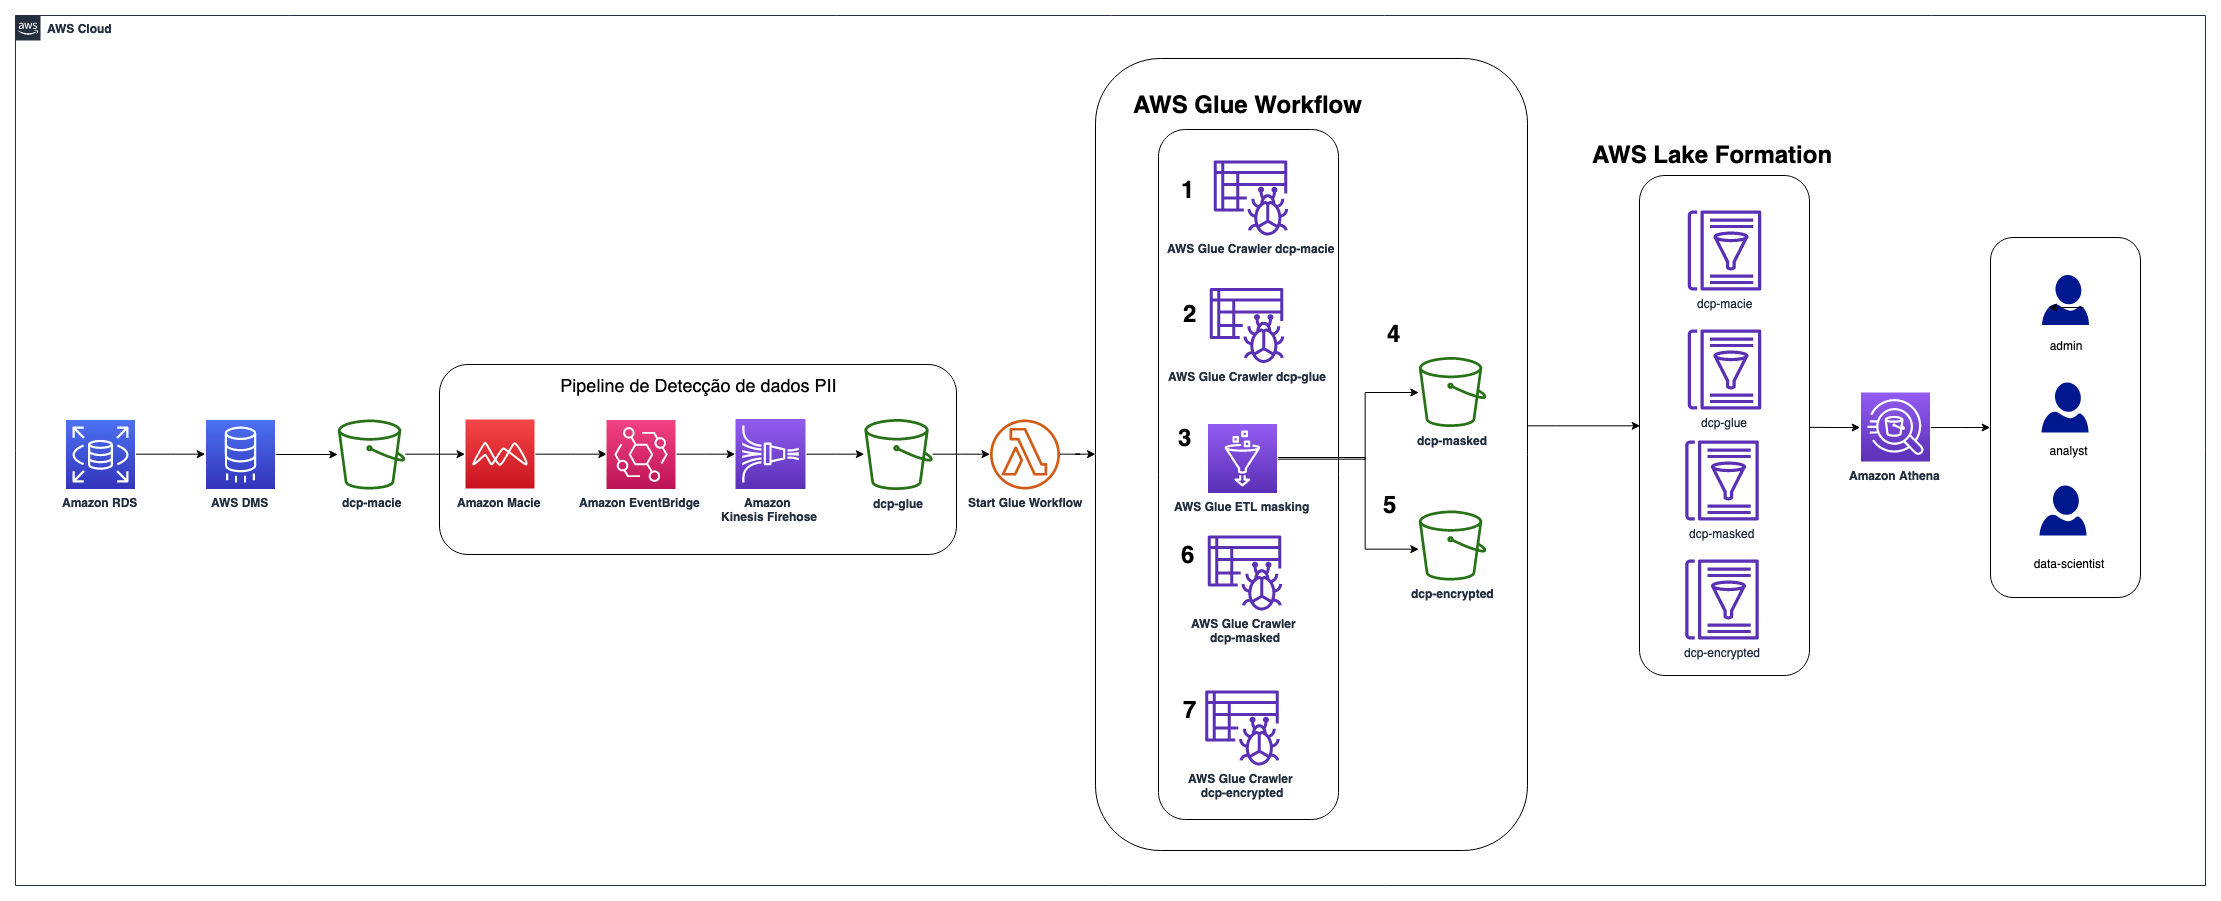 aws
AWS Cloud
Amazon RDS
AWS DMS
dcp-macie
Pipeline de Detecção de dados PII
Amazon Macie
Amazon EventBridge
Amazon
Kinesis Firehose
dcp-glue
Start Glue Workflow
AWS Glue Workflow
1
AWS Glue Crawler dcp-macie
2
AWS Glue Crawler dcp-glue
3
AWS Glue ETL masking
4
dcp-masked
5
dcp-encrypted
6
AWS Glue Crawler
dcp-masked
7
AWS Glue Crawler
dcp-encrypted
AWS Lake Formation
dcp-macie
dcp-glue
dcp-masked
dcp-encrypted
Amazon Athena
admin
analyst
data-scientist